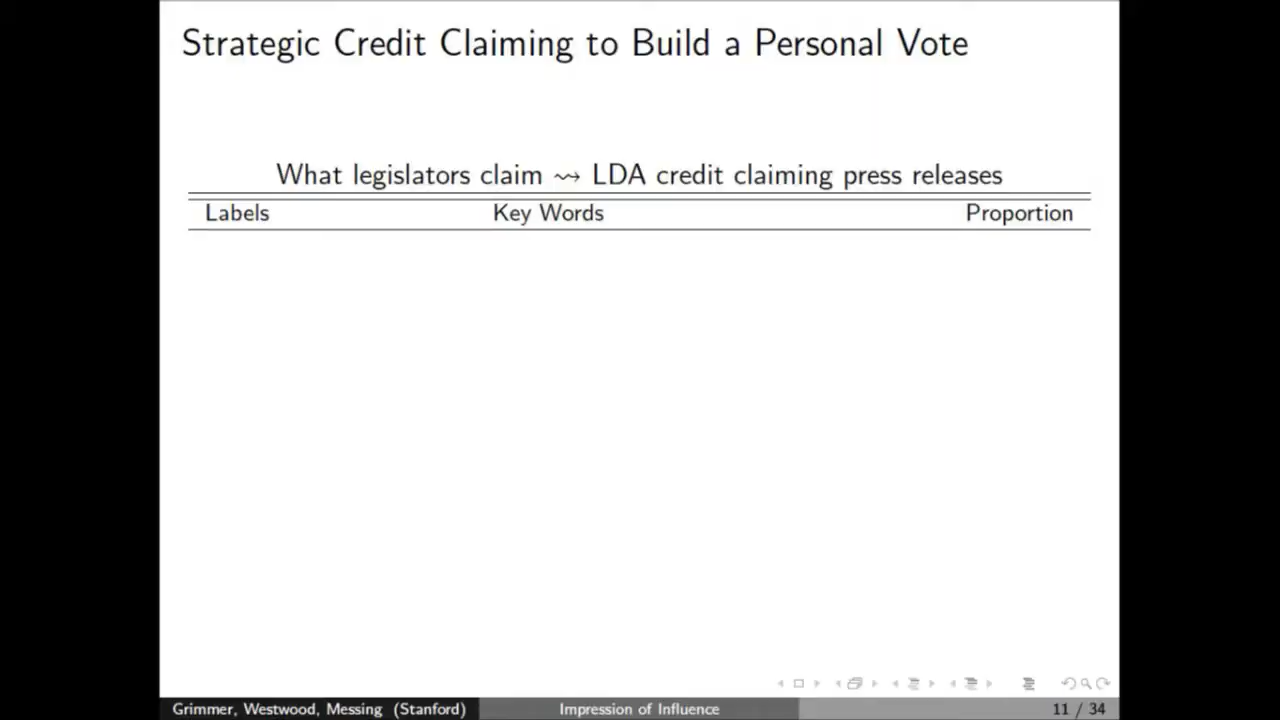 Strategic Credit Claiming to Build a Personal Vote
What legislators claim ⇝ LDA credit claiming press releases
Labels Key Words Proportion
Grimmer, Westwood, Messing (Stanford) Impression of Influence 11 / 34